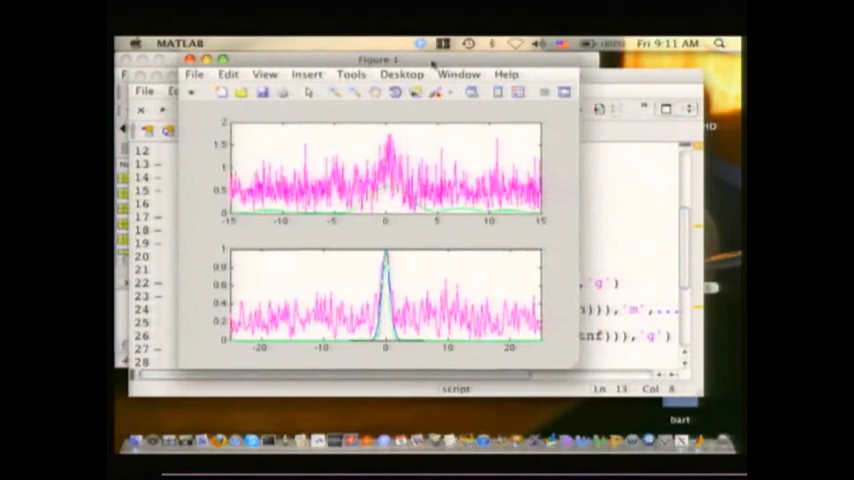 MATLAB Fri 9:11 AM
Figure 1
File Edit View Insert Tools Desktop Window Help
File
HD
2
1.5
1
0.5
0
-15 -10 -5 0 5 10 15
1
0.8
0.6
0.4
0.2
0
-20 -10 0 10 20
12
13 –
14 –
15 –
16 –
17 –
18 –
19 –
20
21
22 –
23 –
24
25 –
26
27 –
28
'g')
))),'m',...
nf))),'g')
script Ln 13 Col 8
bart